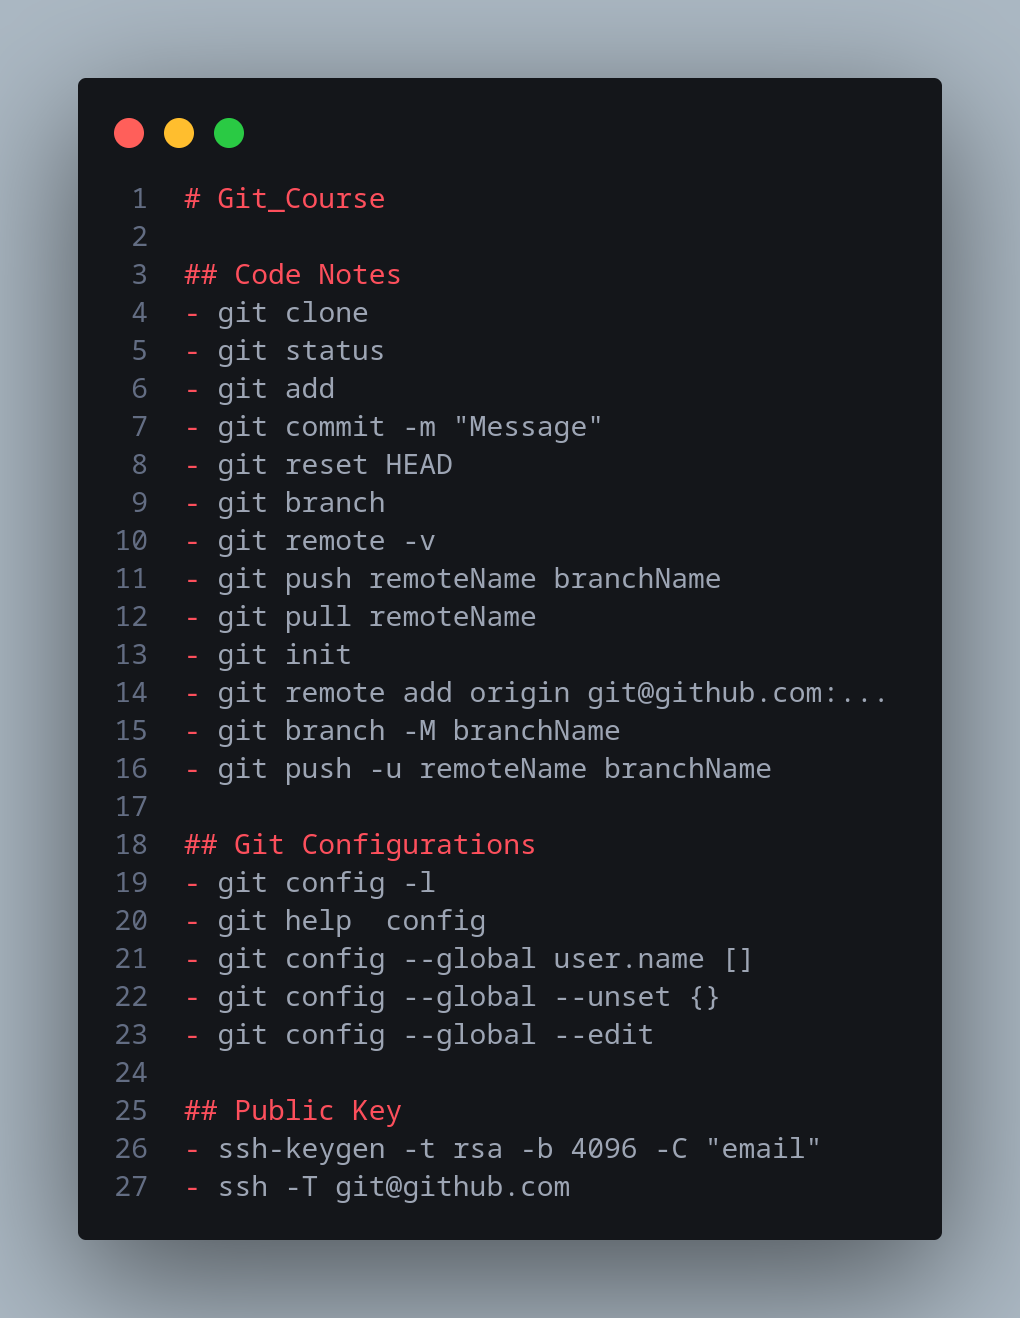 1 # Git_Course
2
3 ## Code Notes
4 - git clone
5 - git status
6 - git add
7 - git commit -m "Message"
8 - git reset HEAD
9 - git branch
10 - git remote -v
11 - git push remoteName branchName
12 - git pull remoteName
13 - git init
14 - git remote add origin git@github.com:...
15 - git branch -M branchName
16 - git push -u remoteName branchName
17
18 ## Git Configurations
19 - git config -l
20 - git help  config
21 - git config --global user.name []
22 - git config --global --unset {}
23 - git config --global --edit
24
25 ## Public Key
26 - ssh-keygen -t rsa -b 4096 -C "email"
27 - ssh -T git@github.com